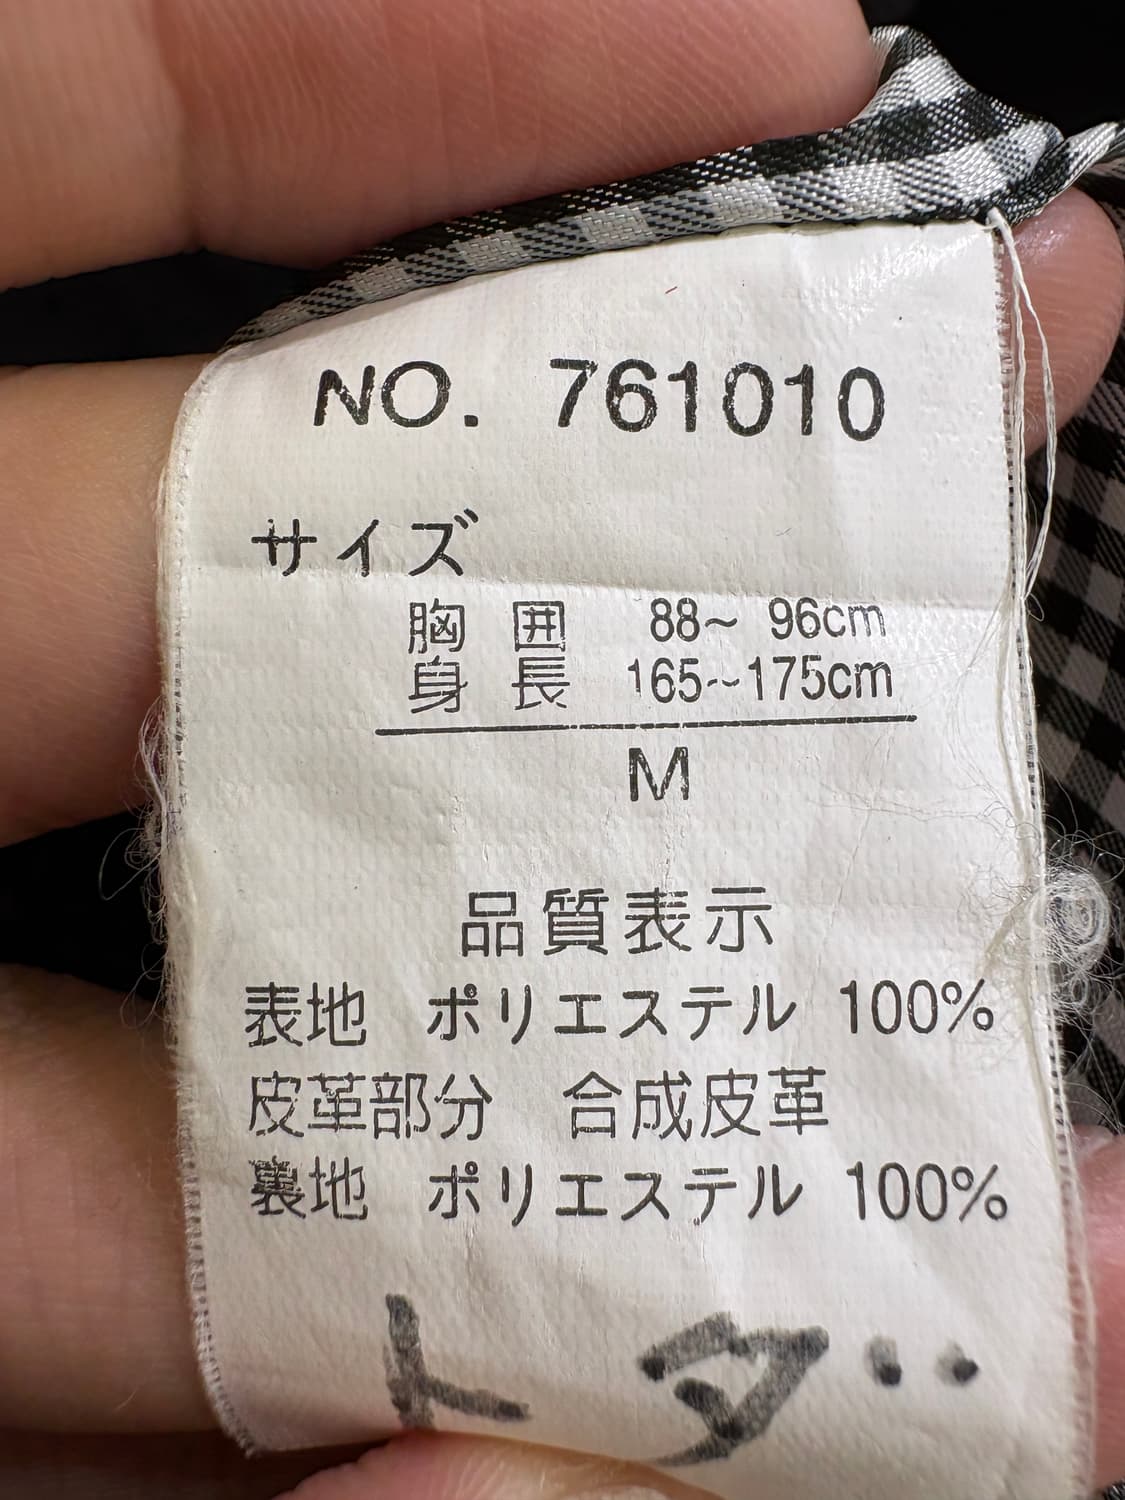 NO. 761010
サイズ
胸囲 88~ 96cm
身長 165~175cm
M
品質表示
表地 ポリエステル 100%
皮革部分 合成皮革
裏地 ポリエステル 100%
トダ